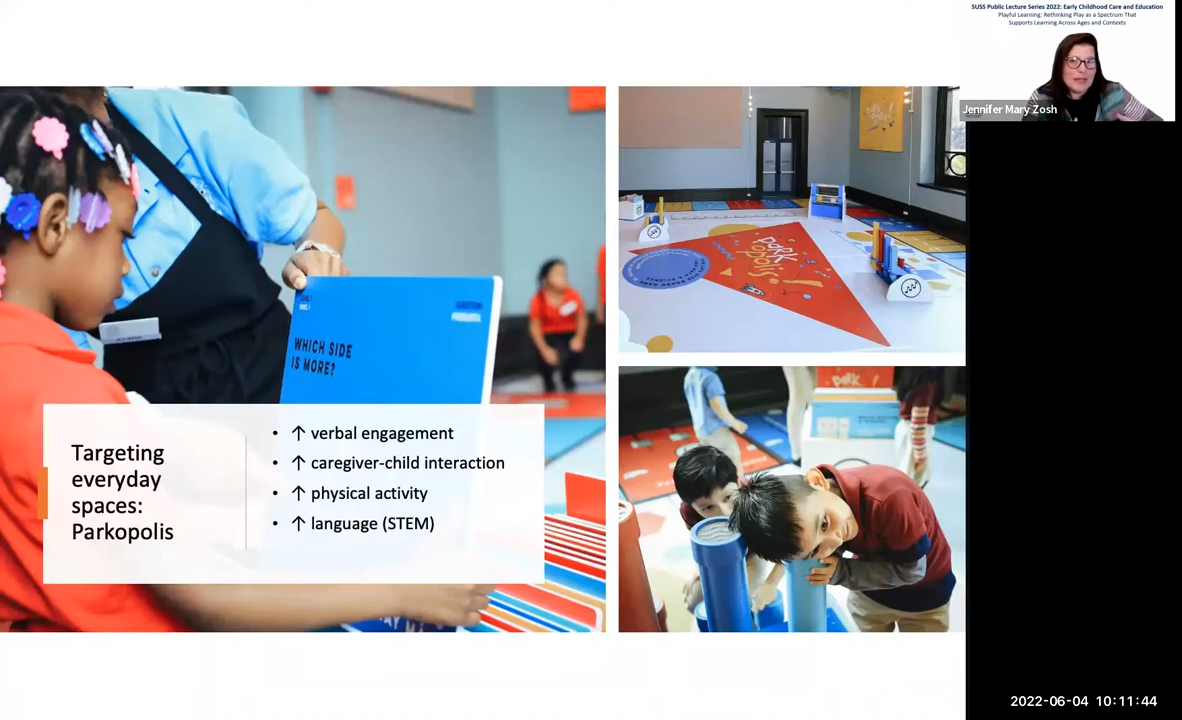 SUSS Public Lecture Series 2022: Early Childhood Care and Education
Playful Learning: Rethinking Play as a Spectrum That
Supports Learning Across Ages and Contexts
Jennifer Mary Zosh
WHICH SIDE
IS MORE?
Targeting
everyday
spaces:
Parkopolis
• ↑ verbal engagement
• ↑ caregiver-child interaction
• ↑ physical activity
• ↑ language (STEM)
Park
opolis!
2022-06-04 10:11:44